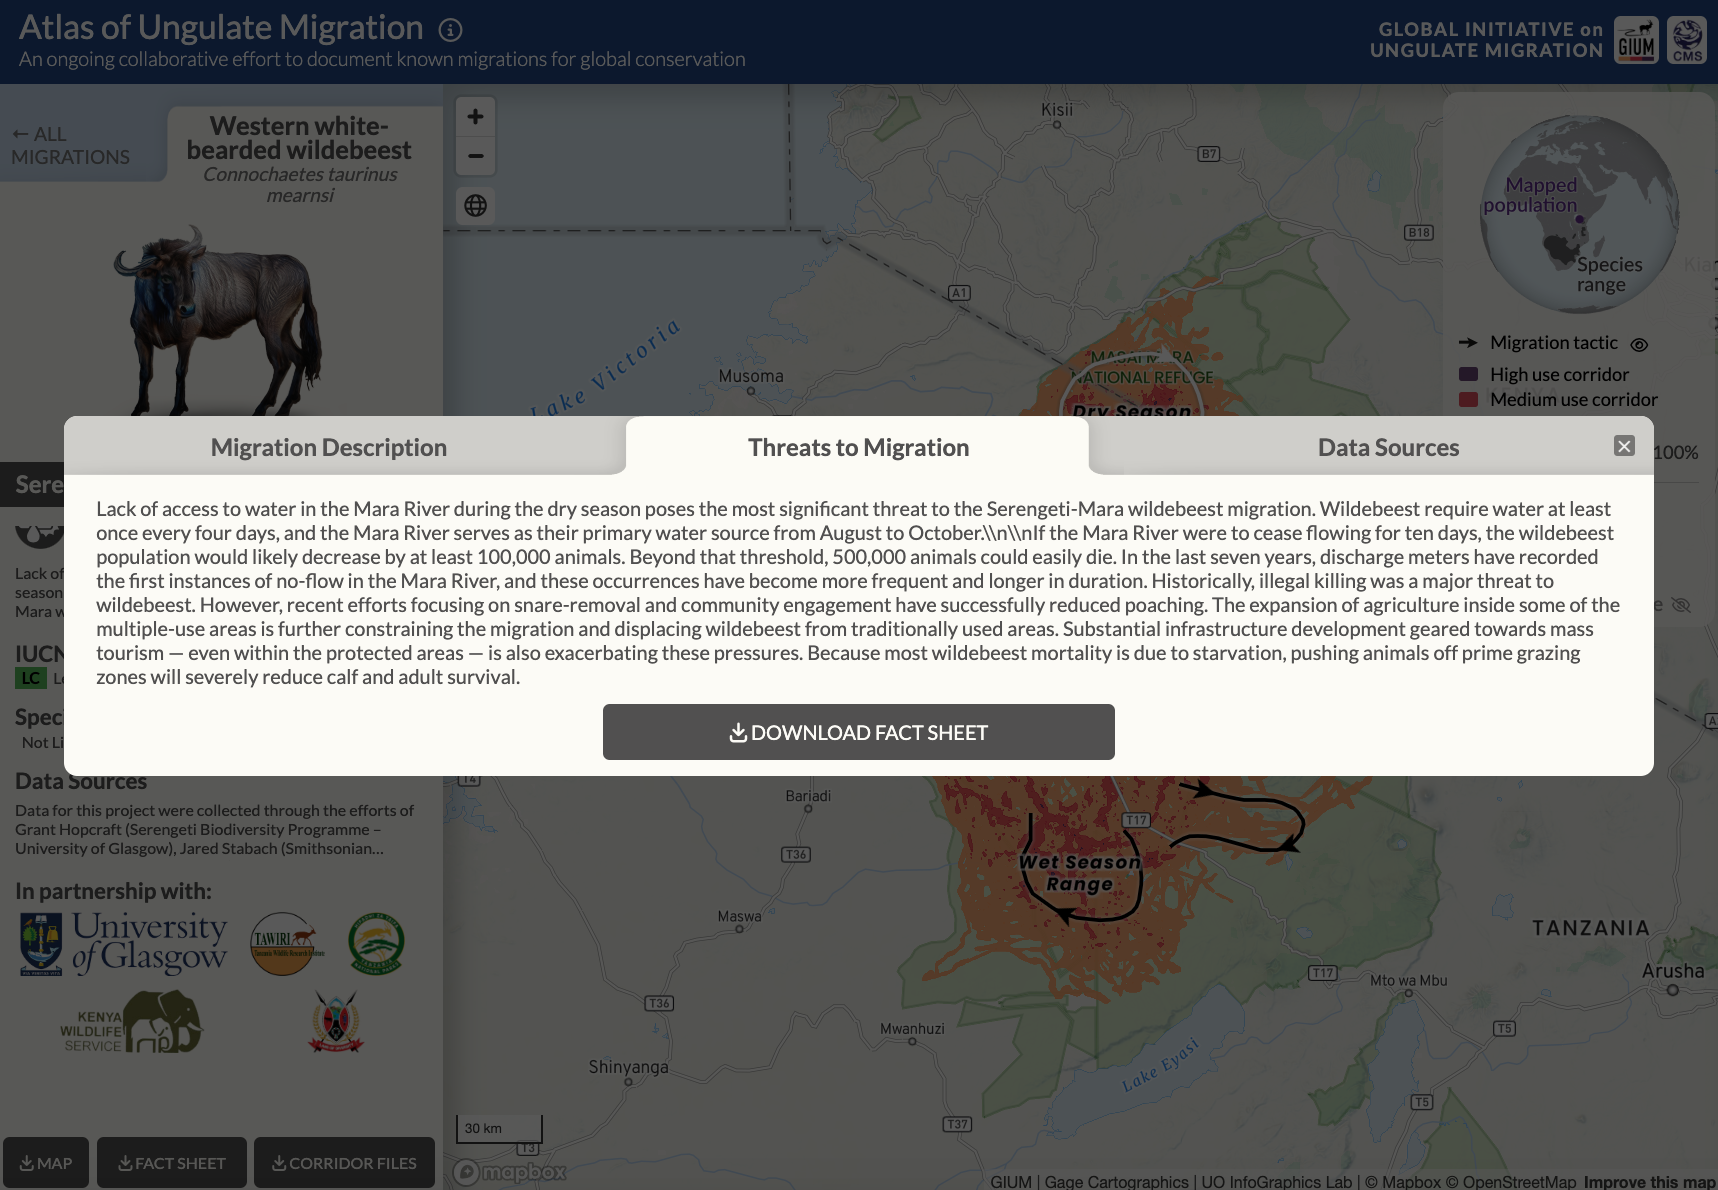 Atlas of Ungulate Migration
An ongoing collaborative effort to document known migrations for global conservation
GLOBAL INITIATIVE on
UNGULATE MIGRATION
GIUM
CMS
← ALL
MIGRATIONS
Western white-
bearded wildebeest
Connochaetes taurinus
mearnsi
+
−
Kisii
B7
B18
A1
Lake Victoria
Musoma
MASAI MARA
NATIONAL REFUGE
Dry Season
Mapped
population
Species
range
Migration tactic
High use corridor
Medium use corridor
100%
Migration Description
Threats to Migration
Data Sources
Lack of access to water in the Mara River during the dry season poses the most significant threat to the Serengeti-Mara wildebeest migration. Wildebeest require water at least
once every four days, and the Mara River serves as their primary water source from August to October.\\n\\nIf the Mara River were to cease flowing for ten days, the wildebeest
population would likely decrease by at least 100,000 animals. Beyond that threshold, 500,000 animals could easily die. In the last seven years, discharge meters have recorded
the first instances of no-flow in the Mara River, and these occurrences have become more frequent and longer in duration. Historically, illegal killing was a major threat to
wildebeest. However, recent efforts focusing on snare-removal and community engagement have successfully reduced poaching. The expansion of agriculture inside some of the
multiple-use areas is further constraining the migration and displacing wildebeest from traditionally used areas. Substantial infrastructure development geared towards mass
tourism — even within the protected areas — is also exacerbating these pressures. Because most wildebeest mortality is due to starvation, pushing animals off prime grazing
zones will severely reduce calf and adult survival.
DOWNLOAD FACT SHEET
Sere
Lack of
season
Mara w
IUCN
LC Le
Speci
Not Li
Data Sources
Data for this project were collected through the efforts of
Grant Hopcraft (Serengeti Biodiversity Programme –
University of Glasgow), Jared Stabach (Smithsonian...
In partnership with:
University
of Glasgow
TAWIRI
KENYA
WILDLIFE
SERVICE
MAP
FACT SHEET
CORRIDOR FILES
T4
Bariadi
T36
T17
Wet Season
Range
Maswa
T36
Mwanhuzi
Shinyanga
Lake Eyasi
T17
Mto wa Mbu
TANZANIA
Arusha
T5
T5
T37
T3
30 km
mapbox
GIUM | Gage Cartographics | UO InfoGraphics Lab | © Mapbox © OpenStreetMap Improve this map